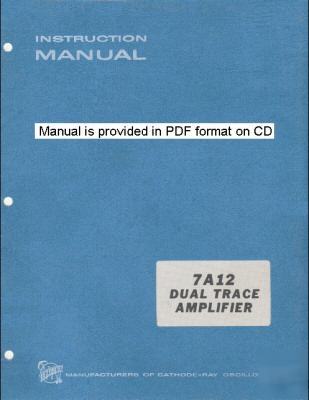 INSTRUCTION
MANUAL
Manual is provided in PDF format on CD
7A12
DUAL TRACE
AMPLIFIER
MANUFACTURERS OF CATHODE-RAY OSCILLO